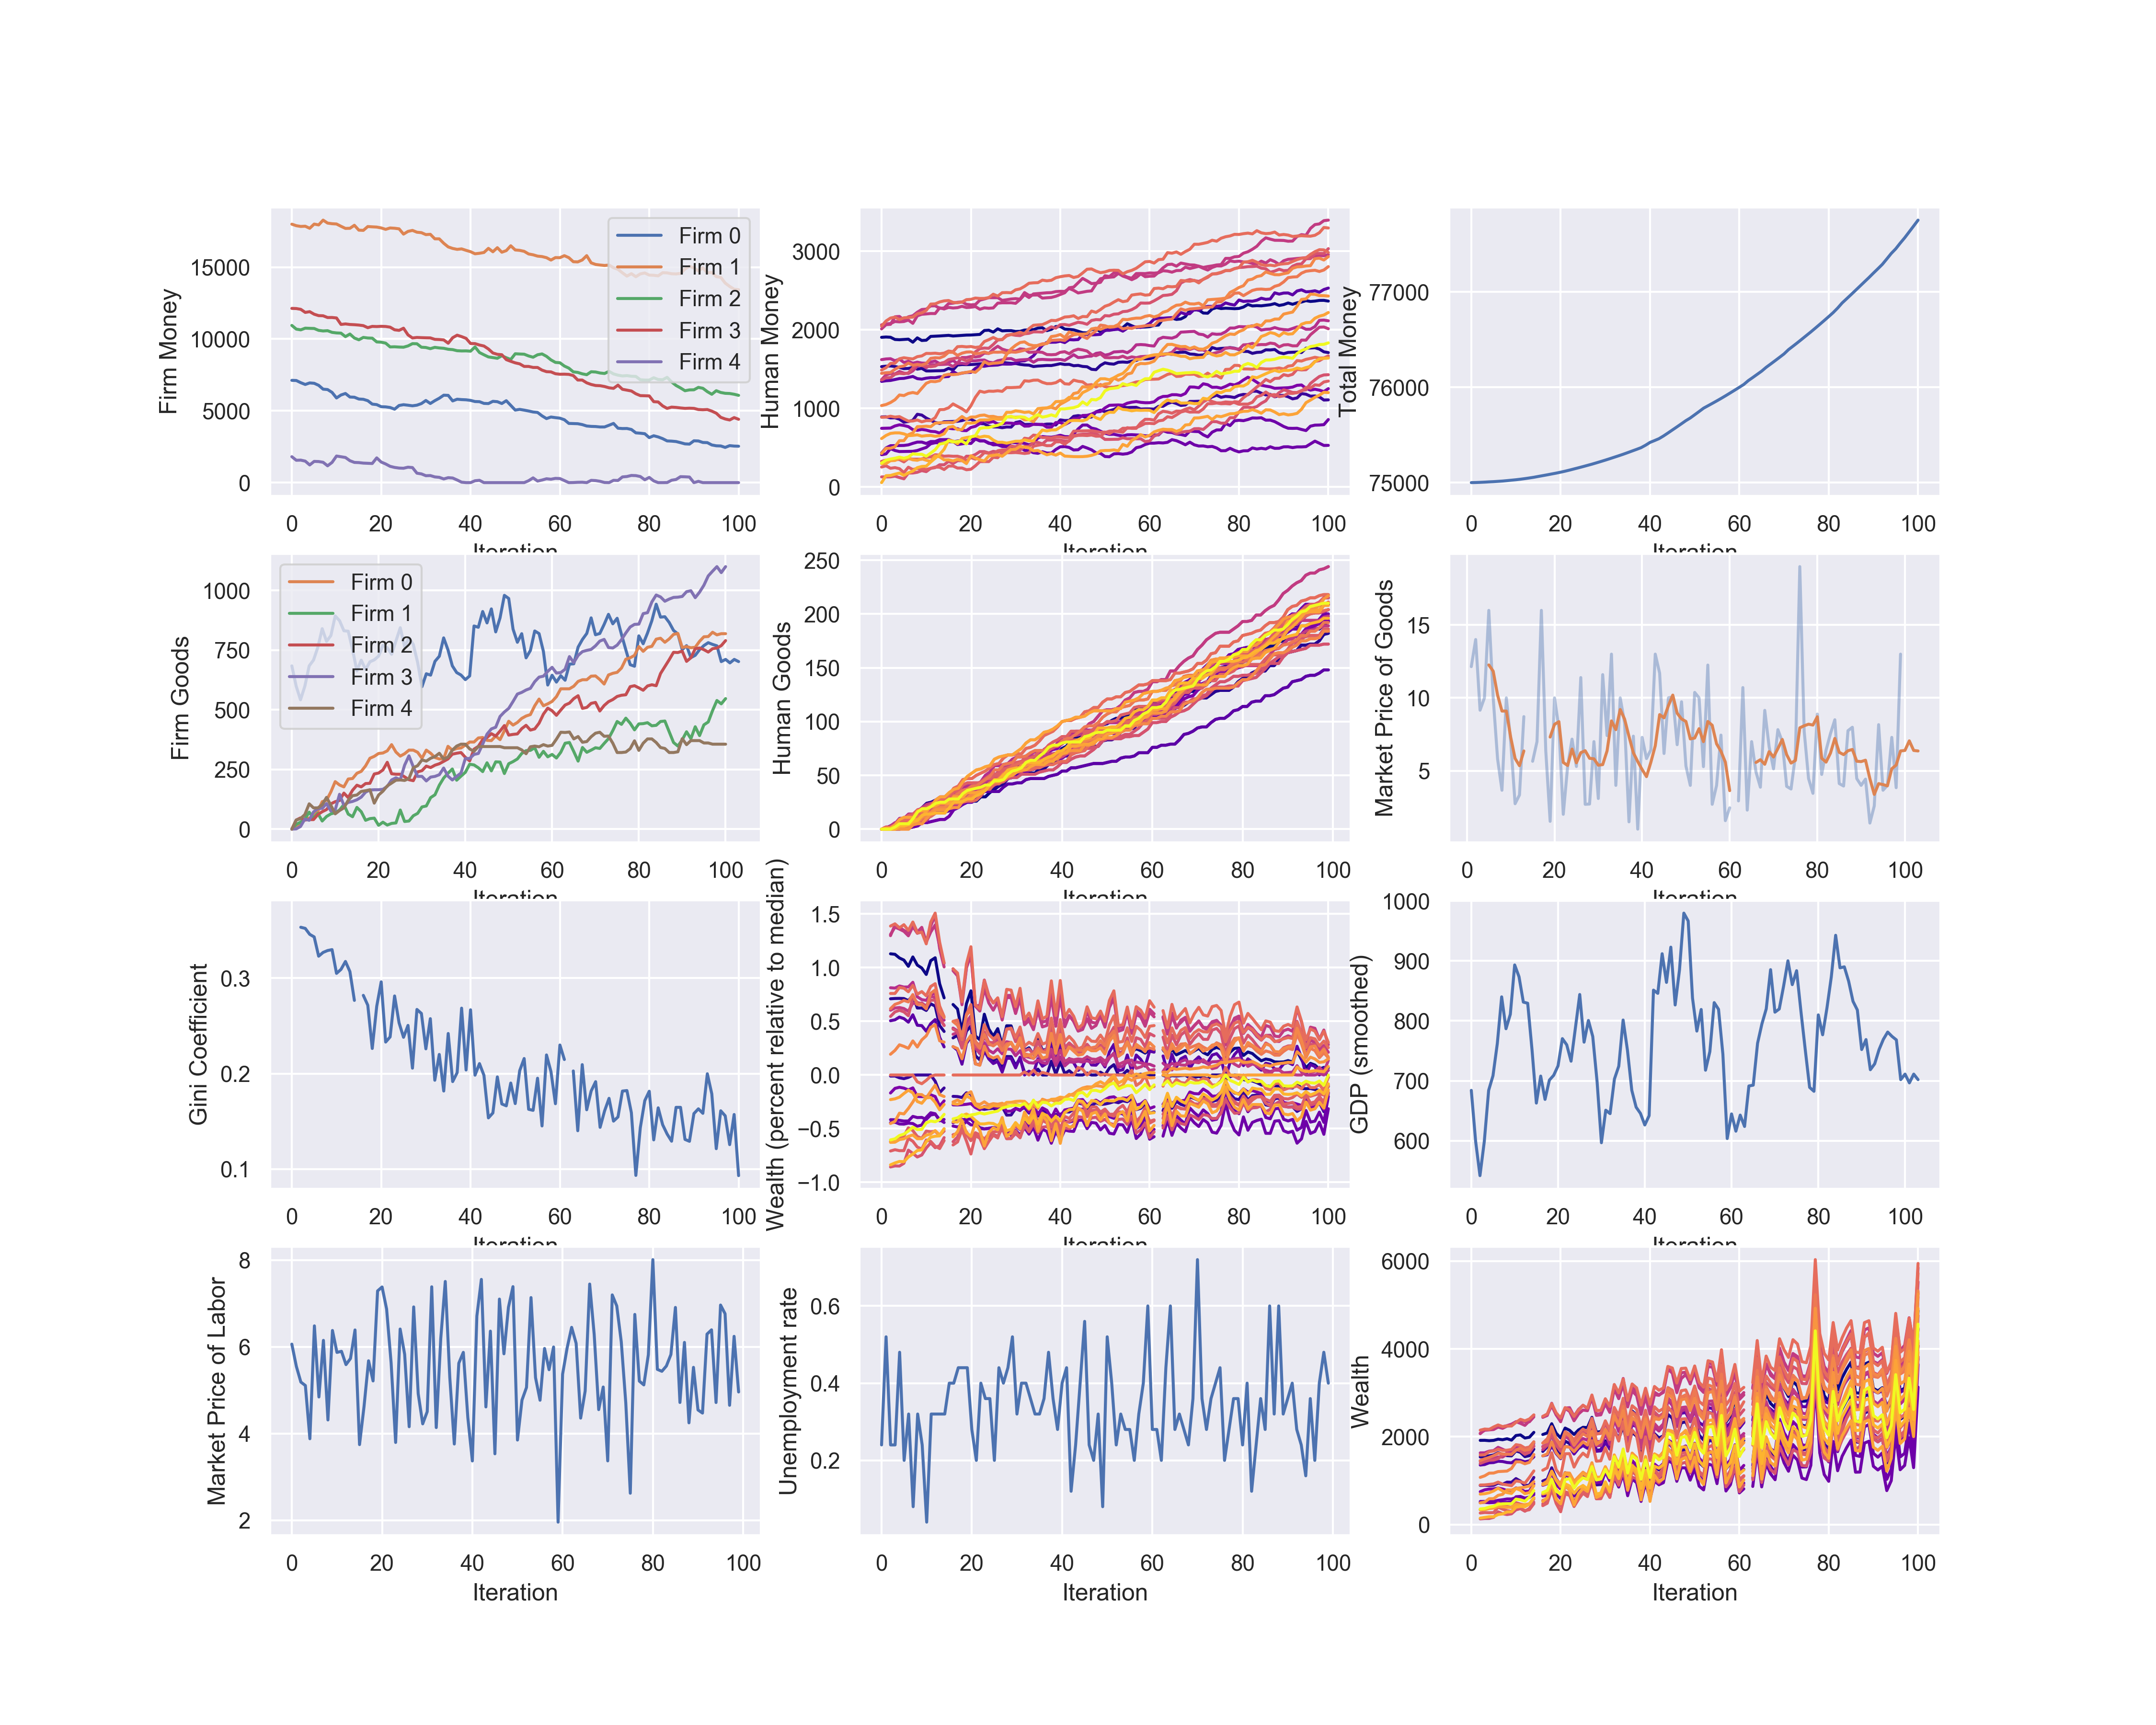 Firm Money
15000
10000
5000
0
0 20 40 60 80 100
Iteration
Firm 0
Firm 1
Firm 2
Firm 3
Firm 4
Human Money
3000
2000
1000
0
0 20 40 60 80 100
Iteration
Total Money
77000
76000
75000
0 20 40 60 80 100
Iteration
Firm Goods
1000
750
500
250
0
0 20 40 60 80 100
Iteration
Firm 0
Firm 1
Firm 2
Firm 3
Firm 4
Human Goods
250
200
150
100
50
0
0 20 40 60 80 100
Iteration
Market Price of Goods
15
10
5
0 20 40 60 80 100
Iteration
Gini Coefficient
0.3
0.2
0.1
0 20 40 60 80 100
Iteration
Wealth (percent relative to median)
1.5
1.0
0.5
0.0
−0.5
−1.0
0 20 40 60 80 100
Iteration
GDP (smoothed)
1000
900
800
700
600
0 20 40 60 80 100
Iteration
Market Price of Labor
8
6
4
2
0 20 40 60 80 100
Iteration
Unemployment rate
0.6
0.4
0.2
0 20 40 60 80 100
Iteration
Wealth
6000
4000
2000
0
0 20 40 60 80 100
Iteration